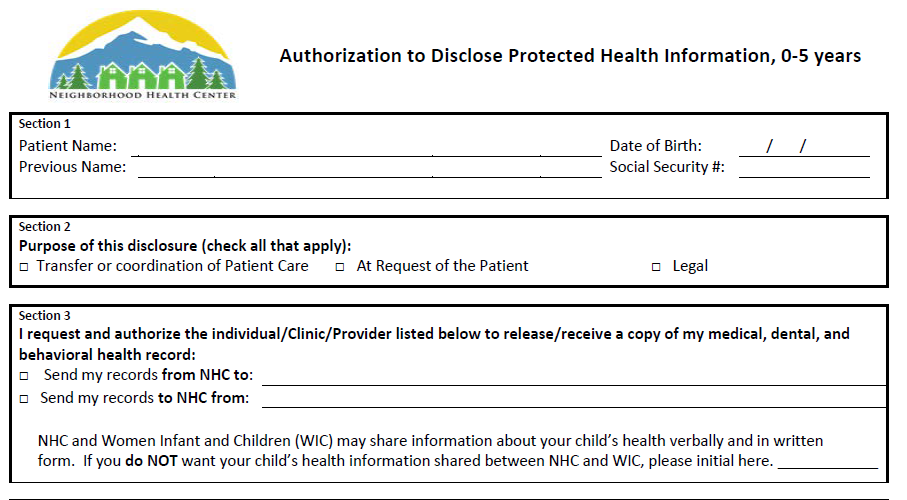 NEIGHBORHOOD HEALTH CENTER
Authorization to Disclose Protected Health Information, 0-5 years
Section 1
Patient Name: Date of Birth: / /
Previous Name: Social Security #:
Section 2
Purpose of this disclosure (check all that apply):
□ Transfer or coordination of Patient Care □ At Request of the Patient □ Legal
Section 3
I request and authorize the individual/Clinic/Provider listed below to release/receive a copy of my medical, dental, and
behavioral health record:
□ Send my records from NHC to:
□ Send my records to NHC from:
NHC and Women Infant and Children (WIC) may share information about your child's health verbally and in written
form. If you do NOT want your child's health information shared between NHC and WIC, please initial here. ______________